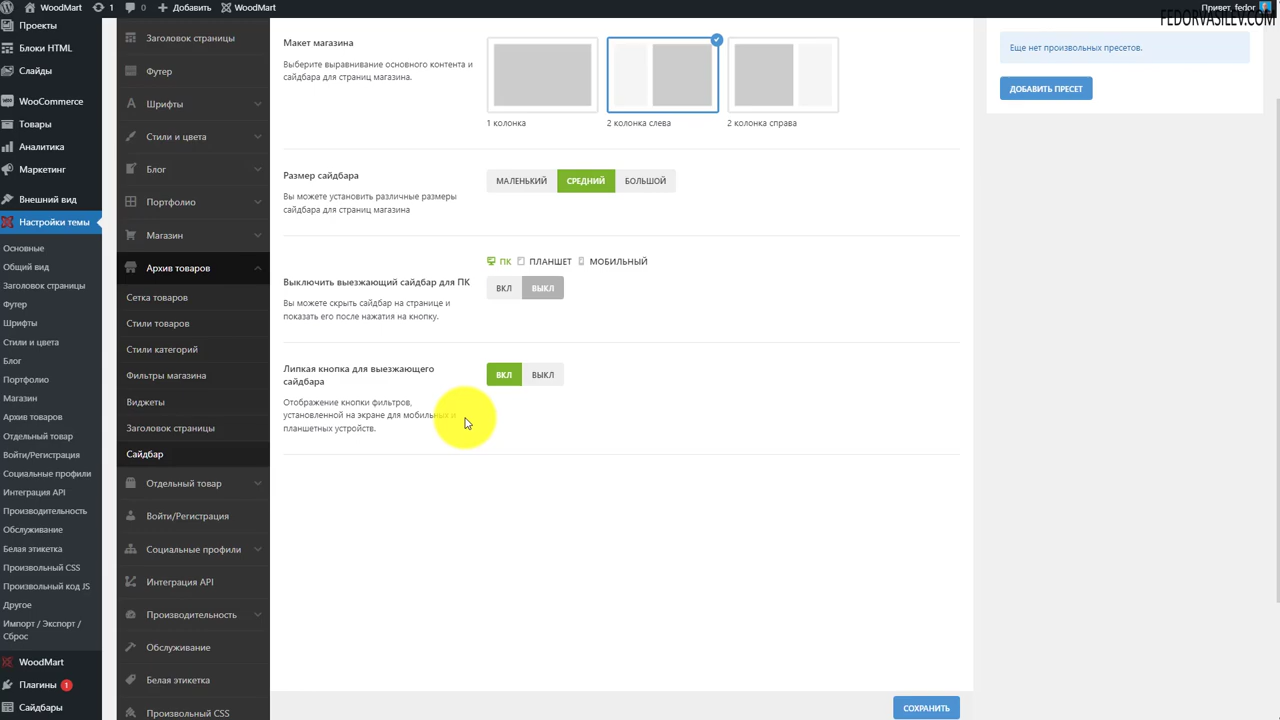 WoodMart
1
0
Добавить
WoodMart
Привет, fedor
FEDORVASILEV.COM
Проекты
Блоки HTML
Слайды
WooCommerce
Товары
Аналитика
Маркетинг
Внешний вид
Настройки темы
Основные
Общий вид
Заголовок страницы
Футер
Шрифты
Стили и цвета
Блог
Портфолио
Магазин
Архив товаров
Отдельный товар
Войти/Регистрация
Социальные профили
Интеграция API
Производительность
Обслуживание
Белая этикетка
Произвольный CSS
Произвольный код JS
Другое
Импорт / Экспорт /
Сброс
WoodMart
Плагины 1
Сайдбары
Заголовок страницы
Футер
Шрифты
Стили и цвета
Блог
Портфолио
Магазин
Архив товаров
Сетка товаров
Стили товаров
Стили категорий
Фильтры магазина
Виджеты
Заголовок страницы
Сайдбар
Отдельный товар
Войти/Регистрация
Социальные профили
Интеграция API
Производительность
Обслуживание
Белая этикетка
Произвольный CSS
Макет магазина
Выберите выравнивание основного контента и
сайдбара для страниц магазина.
1 колонка
2 колонка слева
2 колонка справа
Размер сайдбара
Вы можете установить различные размеры
сайдбара для страниц магазина
МАЛЕНЬКИЙ
СРЕДНИЙ
БОЛЬШОЙ
ПК
ПЛАНШЕТ
МОБИЛЬНЫЙ
Выключить выезжающий сайдбар для ПК
Вы можете скрыть сайдбар на странице и
показать его после нажатия на кнопку.
ВКЛ
ВЫКЛ
Липкая кнопка для выезжающего
сайдбара
Отображение кнопки фильтров,
установленной на экране для мобильных и
планшетных устройств.
ВКЛ
ВЫКЛ
Еще нет произвольных пресетов.
ДОБАВИТЬ ПРЕСЕТ
СОХРАНИТЬ